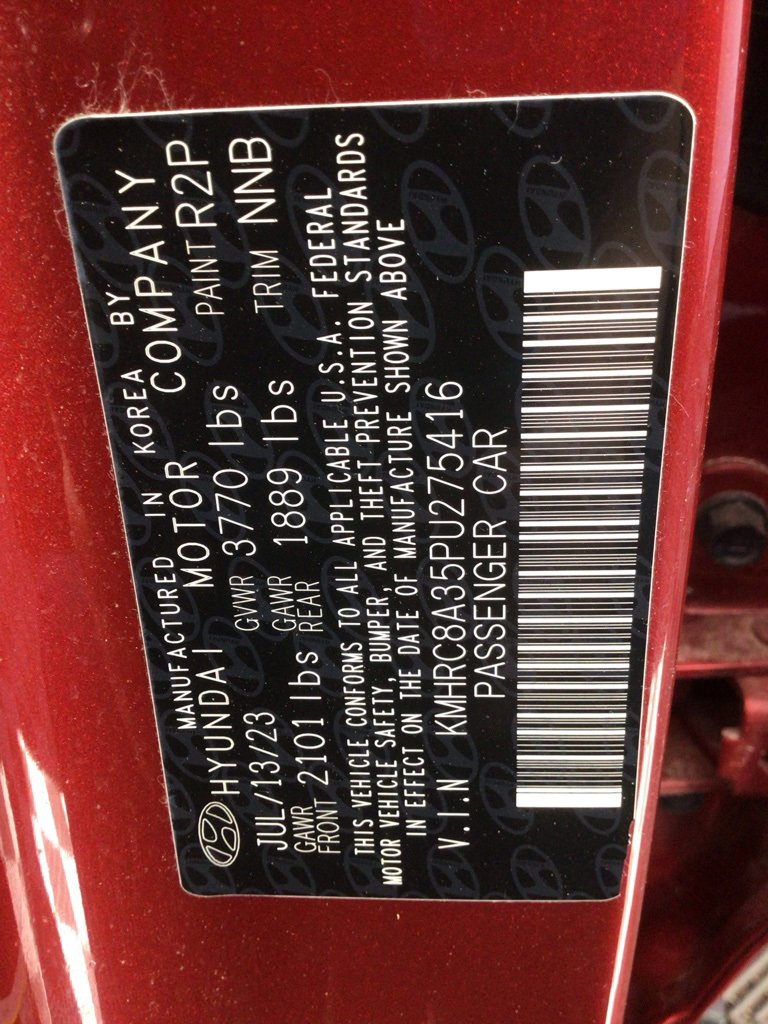 MANUFACTURED IN KOREA BY
HYUNDAI MOTOR COMPANY
JUL/13/23 GVWR 3770 lbs PAINT R2P
GAWR FRONT 2101 lbs GAWR REAR 1889 lbs TRIM NNB
THIS VEHICLE CONFORMS TO ALL APPLICABLE U.S.A. FEDERAL
MOTOR VEHICLE SAFETY, BUMPER, AND THEFT PREVENTION STANDARDS
IN EFFECT ON THE DATE OF MANUFACTURE SHOWN ABOVE
V.I.N KMHRC8A35PU275416
PASSENGER CAR